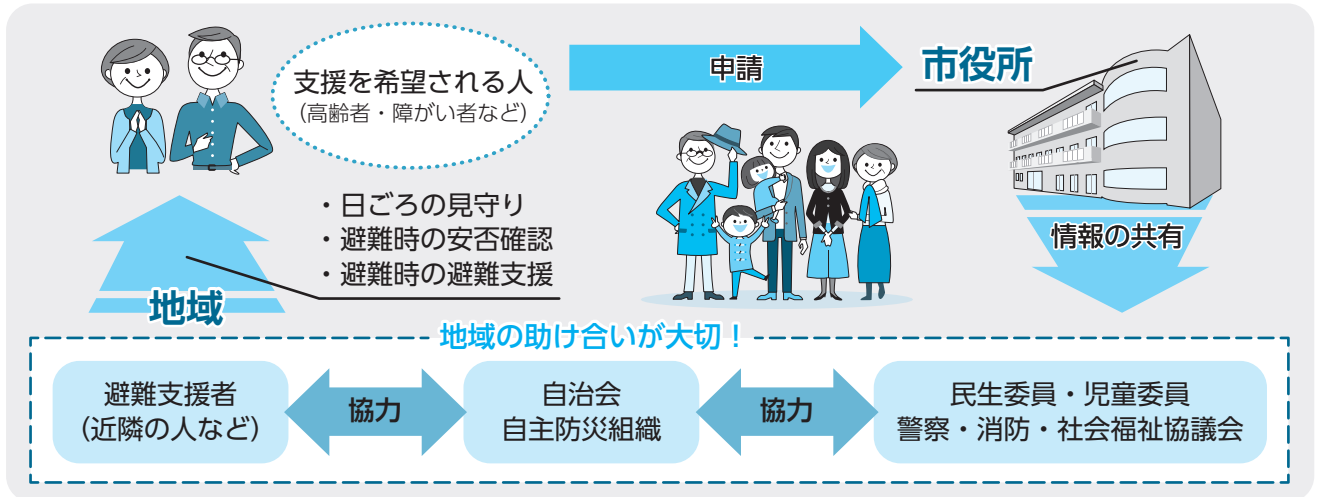 支援を希望される人
(高齢者・障がい者など)
申請
市役所
・日ごろの見守り
・避難時の安否確認
・避難時の避難支援
情報の共有
地域
地域の助け合いが大切！
避難支援者
(近隣の人など)
協力
自治会
自主防災組織
協力
民生委員・児童委員
警察・消防・社会福祉協議会